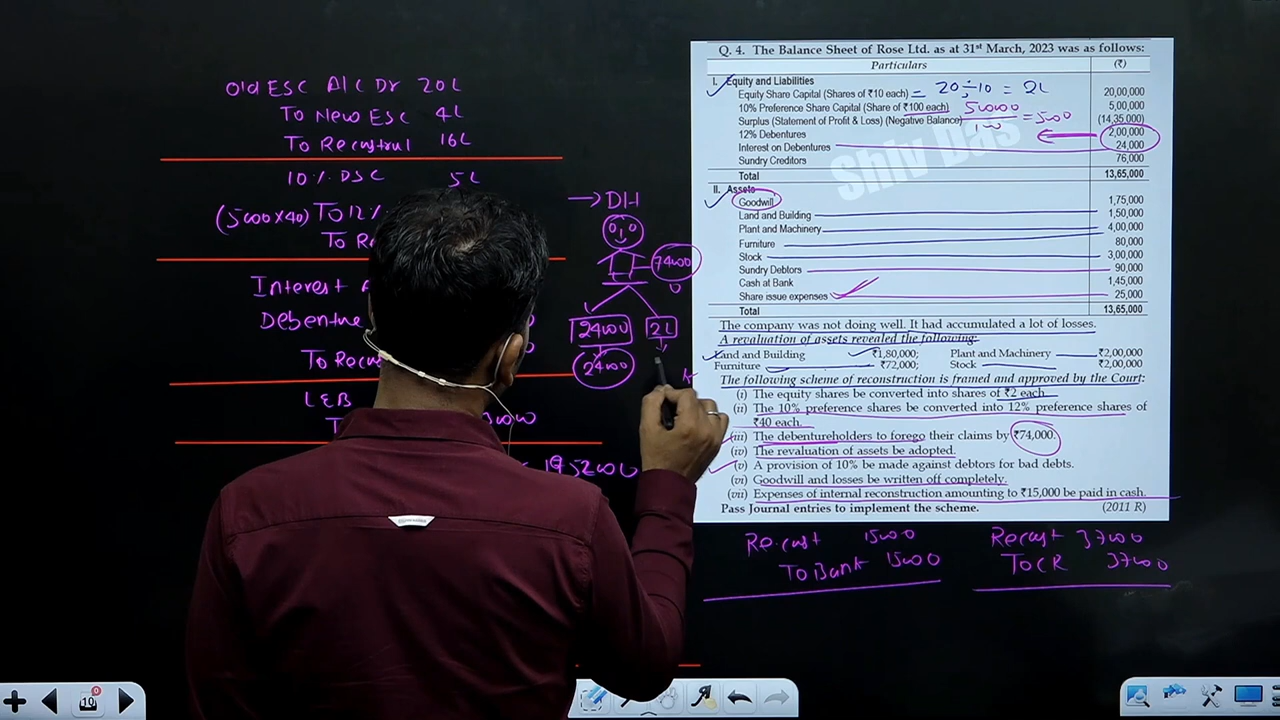 Old ESC A/C Dr 20L
To New ESC 4L
To Reconstrul 16L
10% DSC 5L
(5000x40) To 12%
To Re
Interest
Debenture
To Recu
L&B
T
1952000
→ DH
74000
24000 2L
24000
Q. 4. The Balance Sheet of Rose Ltd. as at 31st March, 2023 was as follows:
Particulars (₹)
I. Equity and Liabilities
Equity Share Capital (Shares of ₹10 each) = 20÷10 = 2L 20,00,000
10% Preference Share Capital (Share of ₹100 each) 500000/100 = 5000 5,00,000
Surplus (Statement of Profit & Loss) (Negative Balance) (14,35,000)
12% Debentures 2,00,000
Interest on Debentures 24,000
Sundry Creditors 76,000
Total 13,65,000
II. Assets
Goodwill 1,75,000
Land and Building 1,50,000
Plant and Machinery 4,00,000
Furniture 80,000
Stock 3,00,000
Sundry Debtors 90,000
Cash at Bank 1,45,000
Share issue expenses 25,000
Total 13,65,000
Shiv Das
The company was not doing well. It had accumulated a lot of losses.
A revaluation of assets revealed the following:
Land and Building ₹1,80,000; Plant and Machinery ₹2,00,000
Furniture ₹72,000; Stock ₹2,00,000
The following scheme of reconstruction is framed and approved by the Court:
(i) The equity shares be converted into shares of ₹2 each.
(ii) The 10% preference shares be converted into 12% preference shares of
₹40 each.
(iii) The debentureholders to forego their claims by ₹74,000.
(iv) The revaluation of assets be adopted.
(v) A provision of 10% be made against debtors for bad debts.
(vi) Goodwill and losses be written off completely.
(vii) Expenses of internal reconstruction amounting to ₹15,000 be paid in cash.
Pass Journal entries to implement the scheme. (2011 R)
Re.cust 15000
To Bank 15000
Recust 37000
To CR 37000
10
0